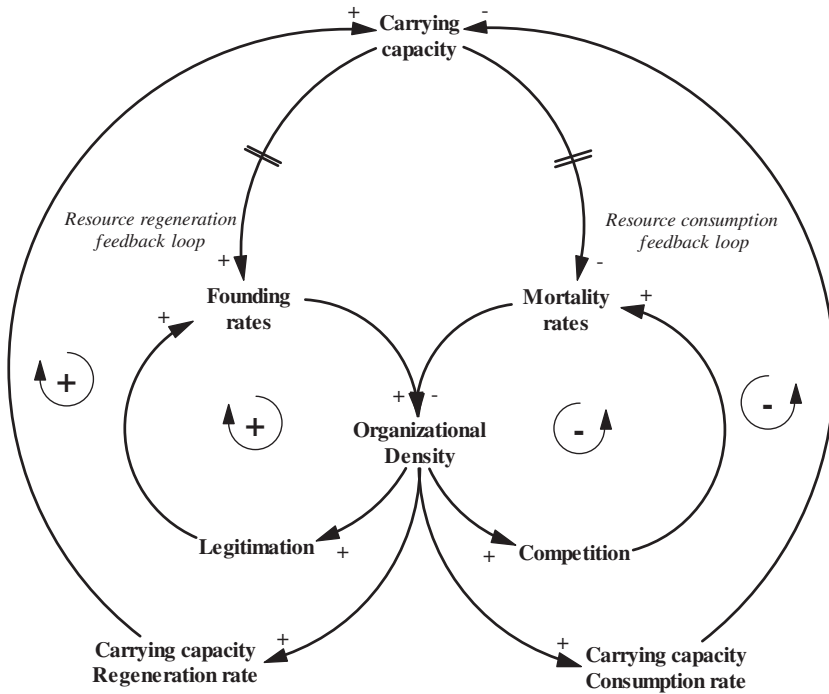 +
Carrying
capacity
-
Resource regeneration
feedback loop
Resource consumption
feedback loop
+
Founding
rates
-
Mortality
rates
+
+
+
+
-
+
-
-
Organizational
Density
Legitimation
+
+
Competition
+
Carrying capacity
Regeneration rate
+
Carrying capacity
Consumption rate